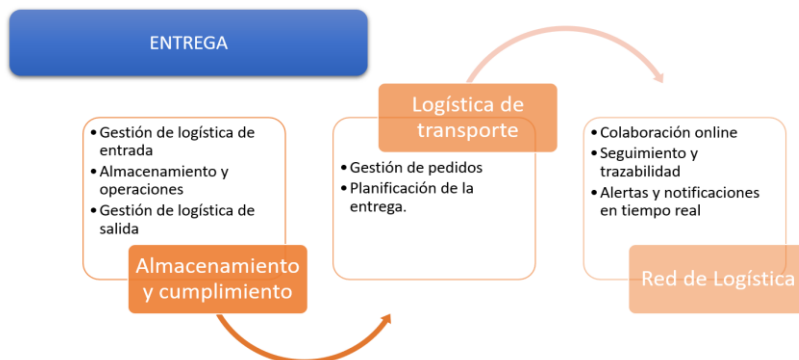 ENTREGA
• Gestión de logística de
entrada
• Almacenamiento y
operaciones
• Gestión de logística de
salida
Almacenamiento
y cumplimiento
Logística de
transporte
• Gestión de pedidos
• Planificación de la
entrega.
• Colaboración online
• Seguimiento y
trazabilidad
• Alertas y notificaciones
en tiempo real
Red de Logística